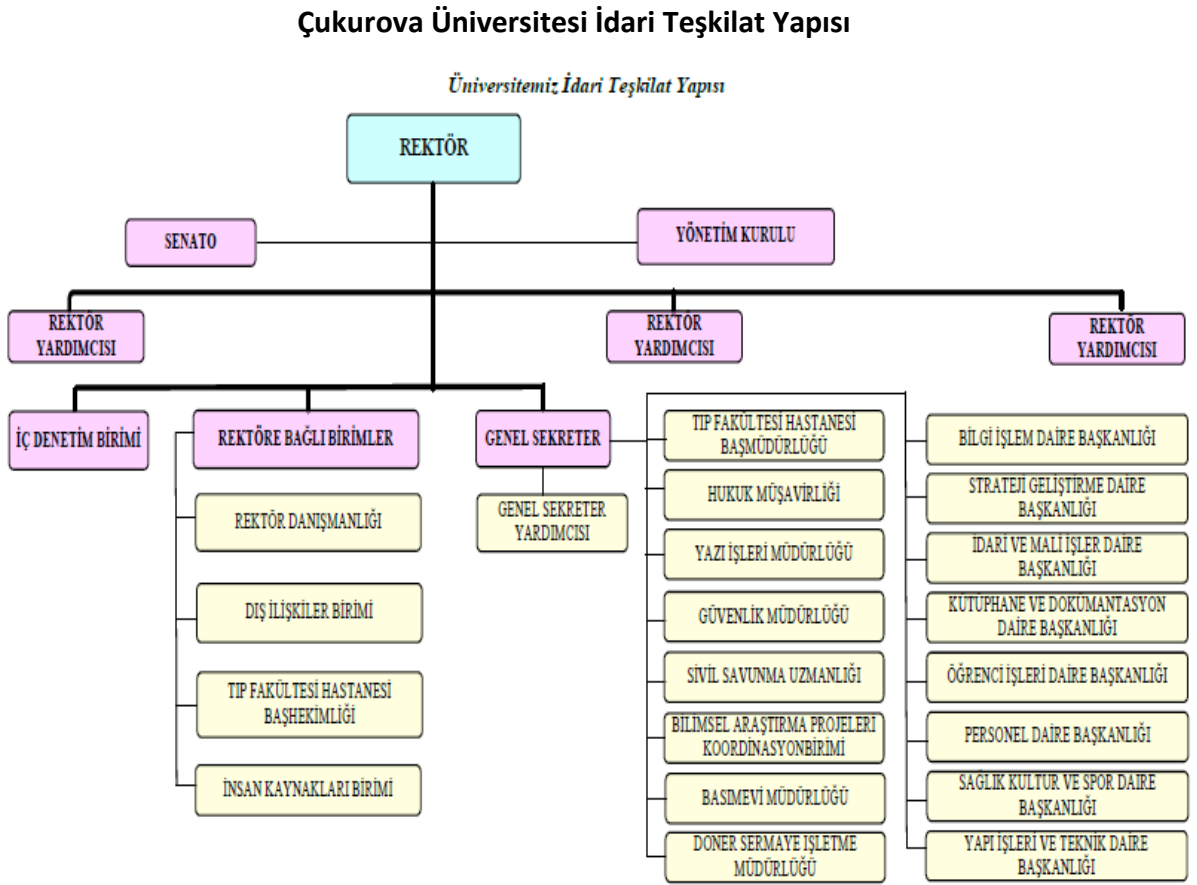 Çukurova Üniversitesi İdari Teşkilat Yapısı
Üniversitemiz İdari Teşkilat Yapısı
REKTÖR
SENATO
YÖNETİM KURULU
REKTÖR
YARDIMCISI
REKTÖR
YARDIMCISI
REKTÖR
YARDIMCISI
İÇ DENETİM BİRİMİ
REKTÖRE BAĞLI BİRİMLER
REKTÖR DANIŞMANLIĞI
DIŞ İLİŞKİLER BİRİMİ
TIP FAKÜLTESİ HASTANESİ
BAŞHEKİMLİĞİ
İNSAN KAYNAKLARI BİRİMİ
GENEL SEKRETER
GENEL SEKRETER
YARDIMCISI
TIP FAKÜLTESİ HASTANESİ
BAŞMÜDÜRLÜĞÜ
HUKUK MÜŞAVİRLİĞİ
YAZI İŞLERİ MÜDÜRLÜĞÜ
GÜVENLİK MÜDÜRLÜĞÜ
SİVİL SAVUNMA UZMANLIĞI
BİLİMSEL ARAŞTIRMA PROJELERİ
KOORDİNASYONBİRİMİ
BASIMEVİ MÜDÜRLÜĞÜ
DÖNER SERMAYE İŞLETME
MÜDÜRLÜĞÜ
BİLGİ İŞLEM DAİRE BAŞKANLIĞI
STRATEJİ GELİŞTİRME DAİRE
BAŞKANLIĞI
İDARİ VE MALİ İŞLER DAİRE
BAŞKANLIĞI
KÜTÜPHANE VE DOKÜMANTASYON
DAİRE BAŞKANLIĞI
ÖĞRENCİ İŞLERİ DAİRE BAŞKANLIĞI
PERSONEL DAİRE BAŞKANLIĞI
SAĞLIK KÜLTÜR VE SPOR DAİRE
BAŞKANLIĞI
YAPI İŞLERİ VE TEKNİK DAİRE
BAŞKANLIĞI